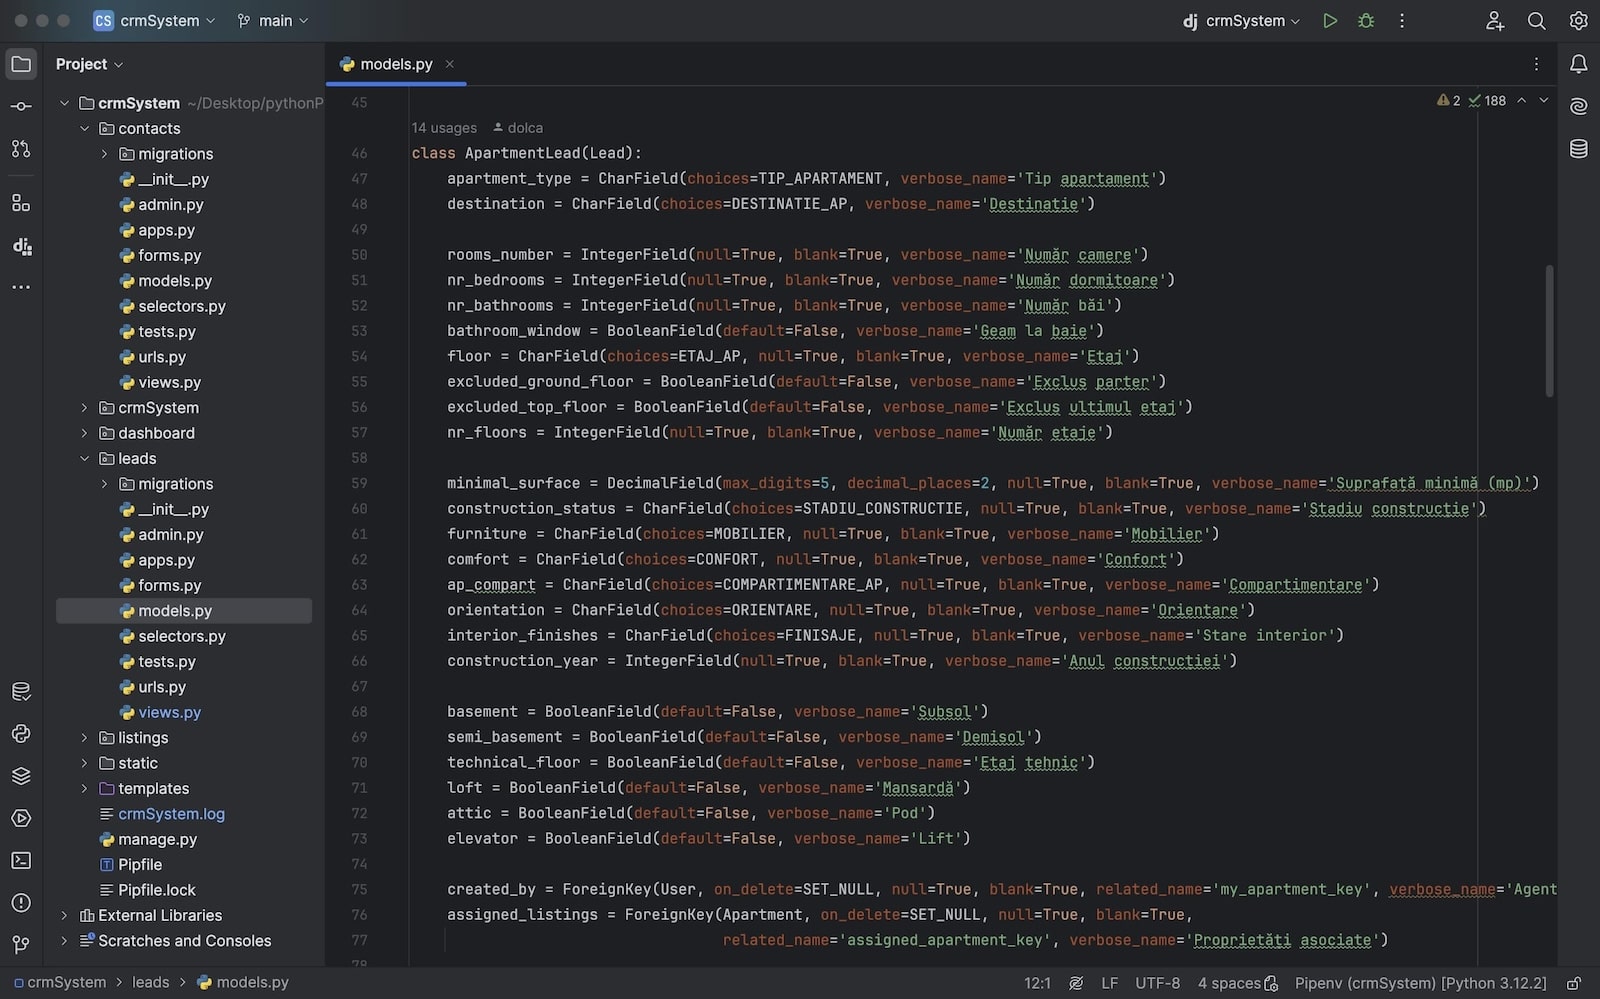 CS crmSystem main dj crmSystem
Project
models.py
crmSystem ~/Desktop/pythonP
contacts
migrations
__init__.py
admin.py
apps.py
forms.py
models.py
selectors.py
tests.py
urls.py
views.py
crmSystem
dashboard
leads
migrations
__init__.py
admin.py
apps.py
forms.py
models.py
selectors.py
tests.py
urls.py
views.py
listings
static
templates
crmSystem.log
manage.py
Pipfile
Pipfile.lock
External Libraries
Scratches and Consoles
2 188
45
14 usages dolca
46 class ApartmentLead(Lead):
47 apartment_type = CharField(choices=TIP_APARTAMENT, verbose_name='Tip apartament')
48 destination = CharField(choices=DESTINATIE_AP, verbose_name='Destinație')
49
50 rooms_number = IntegerField(null=True, blank=True, verbose_name='Număr camere')
51 nr_bedrooms = IntegerField(null=True, blank=True, verbose_name='Număr dormitoare')
52 nr_bathrooms = IntegerField(null=True, blank=True, verbose_name='Număr băi')
53 bathroom_window = BooleanField(default=False, verbose_name='Geam la baie')
54 floor = CharField(choices=ETAJ_AP, null=True, blank=True, verbose_name='Etaj')
55 excluded_ground_floor = BooleanField(default=False, verbose_name='Exclus parter')
56 excluded_top_floor = BooleanField(default=False, verbose_name='Exclus ultimul etaj')
57 nr_floors = IntegerField(null=True, blank=True, verbose_name='Număr etaje')
58
59 minimal_surface = DecimalField(max_digits=5, decimal_places=2, null=True, blank=True, verbose_name='Suprafață minimă (mp)')
60 construction_status = CharField(choices=STADIU_CONSTRUCTIE, null=True, blank=True, verbose_name='Stadiu construcție')
61 furniture = CharField(choices=MOBILIER, null=True, blank=True, verbose_name='Mobilier')
62 comfort = CharField(choices=CONFORT, null=True, blank=True, verbose_name='Confort')
63 ap_compart = CharField(choices=COMPARTIMENTARE_AP, null=True, blank=True, verbose_name='Compartimentare')
64 orientation = CharField(choices=ORIENTARE, null=True, blank=True, verbose_name='Orientare')
65 interior_finishes = CharField(choices=FINISAJE, null=True, blank=True, verbose_name='Stare interior')
66 construction_year = IntegerField(null=True, blank=True, verbose_name='Anul constructiei')
67
68 basement = BooleanField(default=False, verbose_name='Subsol')
69 semi_basement = BooleanField(default=False, verbose_name='Demisol')
70 technical_floor = BooleanField(default=False, verbose_name='Etaj tehnic')
71 loft = BooleanField(default=False, verbose_name='Mansardă')
72 attic = BooleanField(default=False, verbose_name='Pod')
73 elevator = BooleanField(default=False, verbose_name='Lift')
74
75 created_by = ForeignKey(User, on_delete=SET_NULL, null=True, blank=True, related_name='my_apartment_key', verbose_name='Agent
76 assigned_listings = ForeignKey(Apartment, on_delete=SET_NULL, null=True, blank=True,
77 related_name='assigned_apartment_key', verbose_name='Proprietăți asociate')
78
crmSystem > leads > models.py 12:1 LF UTF-8 4 spaces Pipenv (crmSystem) [Python 3.12.2]